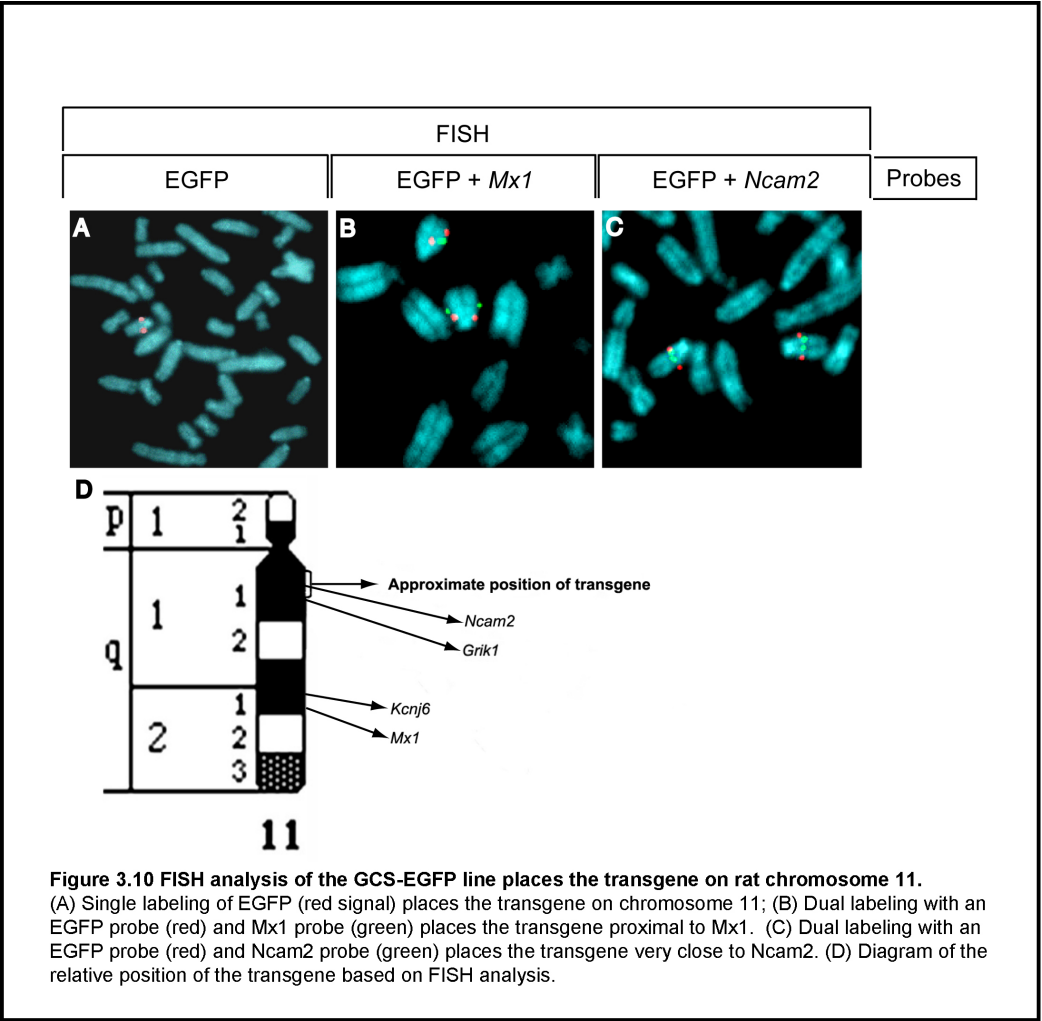 FISH
EGFP
EGFP + Mx1
EGFP + Ncam2
Probes
A
B
C
D
p
1
2
1
q
1
1
2
2
1
2
3
11
Approximate position of transgene
Ncam2
Grik1
Kcnj6
Mx1
Figure 3.10 FISH analysis of the GCS-EGFP line places the transgene on rat chromosome 11.
(A) Single labeling of EGFP (red signal) places the transgene on chromosome 11; (B) Dual labeling with an
EGFP probe (red) and Mx1 probe (green) places the transgene proximal to Mx1.  (C) Dual labeling with an
EGFP probe (red) and Ncam2 probe (green) places the transgene very close to Ncam2. (D) Diagram of the
relative position of the transgene based on FISH analysis.